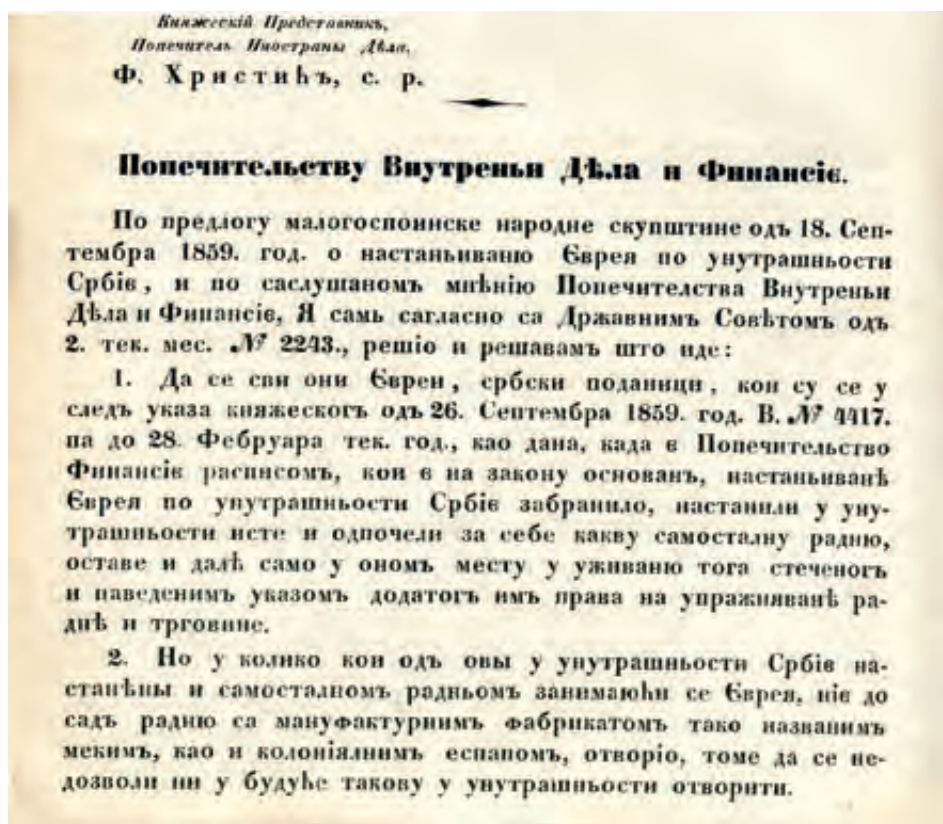 Княжескій Представник,
Попечитель Иностраны Дѣла,
Ф. Христићъ, с. р.
Попечительству Внутреньи Дѣла и Финансіє.
По предлогу малогоспоинске народне скупштине одъ 18. Сеп-
тембра 1859. год. о настаньиваню Єврея по унутрашньости
Србіє, и по саслушаномъ мнѣнію Попечителства Внутреньи
Дѣла и Финансіє, Я самь сагласно са Државнимъ Совѣтомъ одъ
2. тек. мес. № 2243., решіо и решавамъ што иде:
1. Да се сви они Євреи, србски поданици, кои су се у
следъ указа княжескогъ одъ 26. Септембра 1859. год. В. № 4417.
па до 28. Фебруара тек. год., као дана, када є Попечительство
Финансіє расписомъ, кои є на закону основанъ, настаньиванѣ
Єврея по унутрашньости Србіє забранило, настанили у уну-
трашньости исте и одпочели за себе какву самосталну радню,
оставе и далѣ само у ономъ месту у уживаню тога стеченогъ
и наведенимъ указомъ додатогъ имъ права на упражняванѣ ра-
днѣ и трговине.
2. Но у колико кои одъ овы у унутрашньости Србіє на-
станѣны и самосталномъ радньомъ занимаюћи се Євреа, ніє до
садъ радню са мануфактурнимъ фабрикатомъ тако названимъ
мекимъ, као и колоніялнимъ еспапомъ, отворіо, томе да се не-
дозволи ни у будуће такову у унутрашньости отворити.